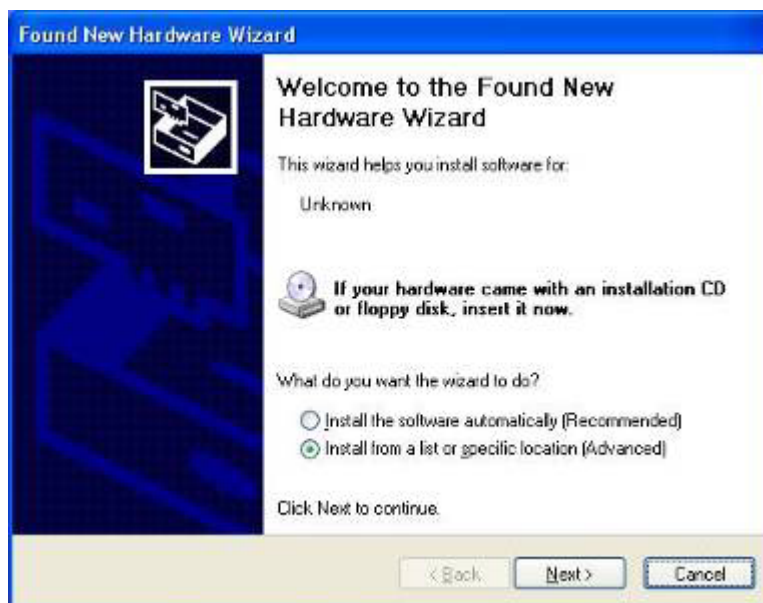 Found New Hardware Wizard
Welcome to the Found New
Hardware Wizard
This wizard helps you install software for:
Unknown
If your hardware came with an installation CD
or floppy disk, insert it now.
What do you want the wizard to do?
Install the software automatically (Recommended)
Install from a list or specific location (Advanced)
Click Next to continue.
< Back
Next >
Cancel